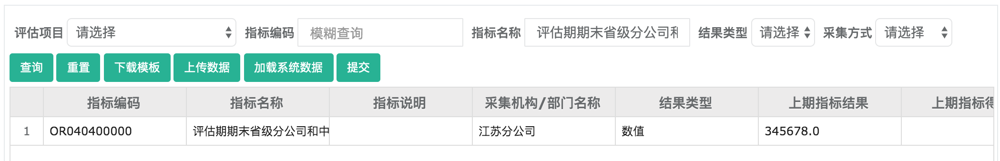 评估项目 请选择 指标编码 模糊查询 指标名称 评估期期末省级分公司和 结果类型 请选择 采集方式 请选择
查询 重置 下载模板 上传数据 加载系统数据 提交
指标编码 指标名称 指标说明 采集机构/部门名称 结果类型 上期指标结果 上期指标得
1 OR040400000 评估期期末省级分公司和中 江苏分公司 数值 345678.0